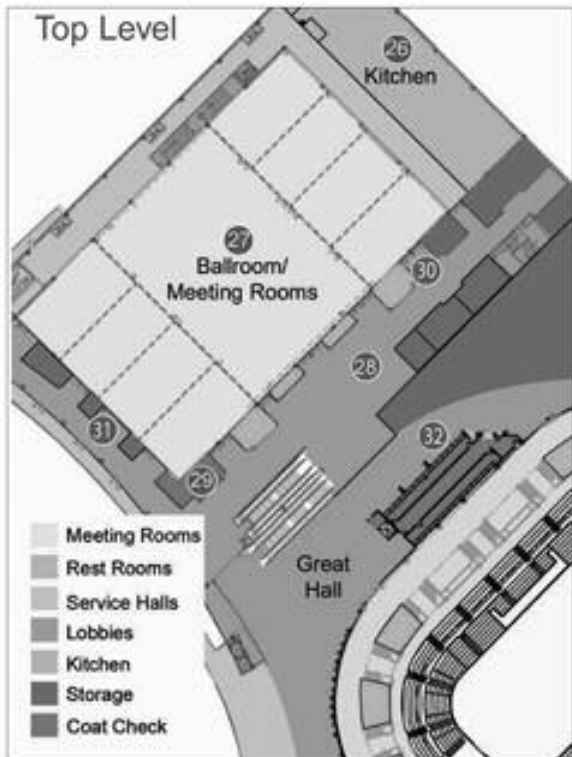 Top Level
26
Kitchen
27
Ballroom/
Meeting Rooms
30
28
31
29
32
Great
Hall
Meeting Rooms
Rest Rooms
Service Halls
Lobbies
Kitchen
Storage
Coat Check